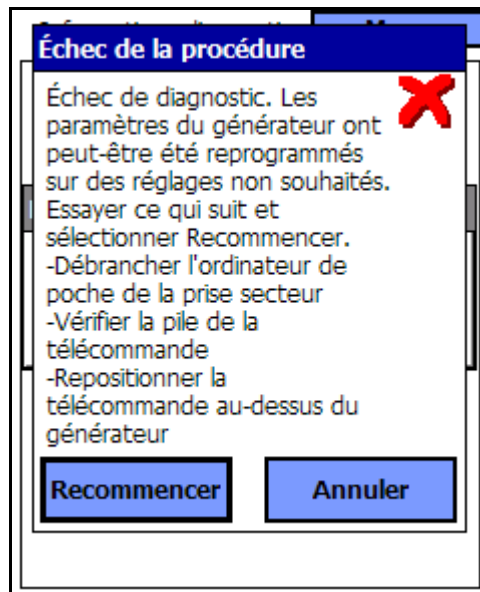 Échec de la procédure
Échec de diagnostic. Les
paramètres du générateur ont
peut-être été reprogrammés
sur des réglages non souhaités.
Essayer ce qui suit et
sélectionner Recommencer.
-Débrancher l'ordinateur de
poche de la prise secteur
-Vérifier la pile de la
télécommande
-Repositionner la
télécommande au-dessus du
générateur
Recommencer Annuler